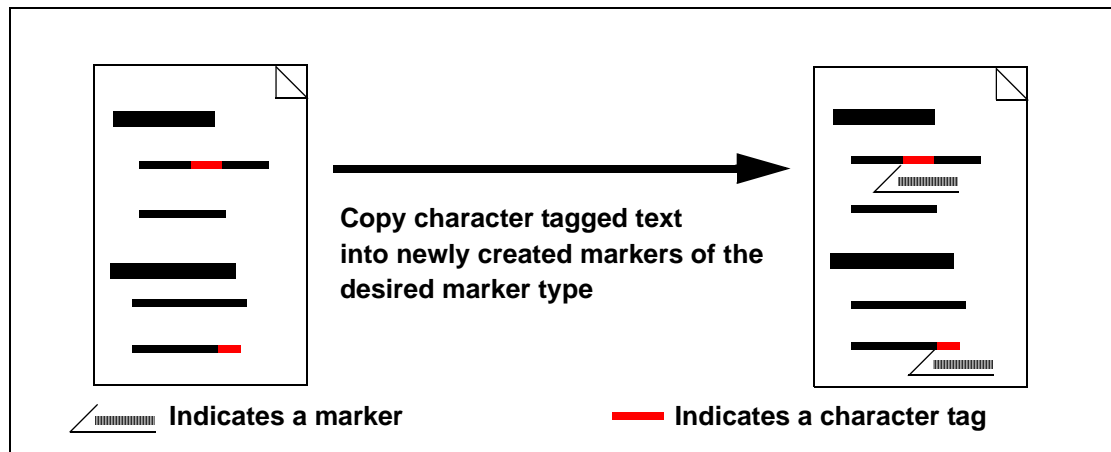 Copy character tagged text
into newly created markers of the
desired marker type
Indicates a marker
Indicates a character tag